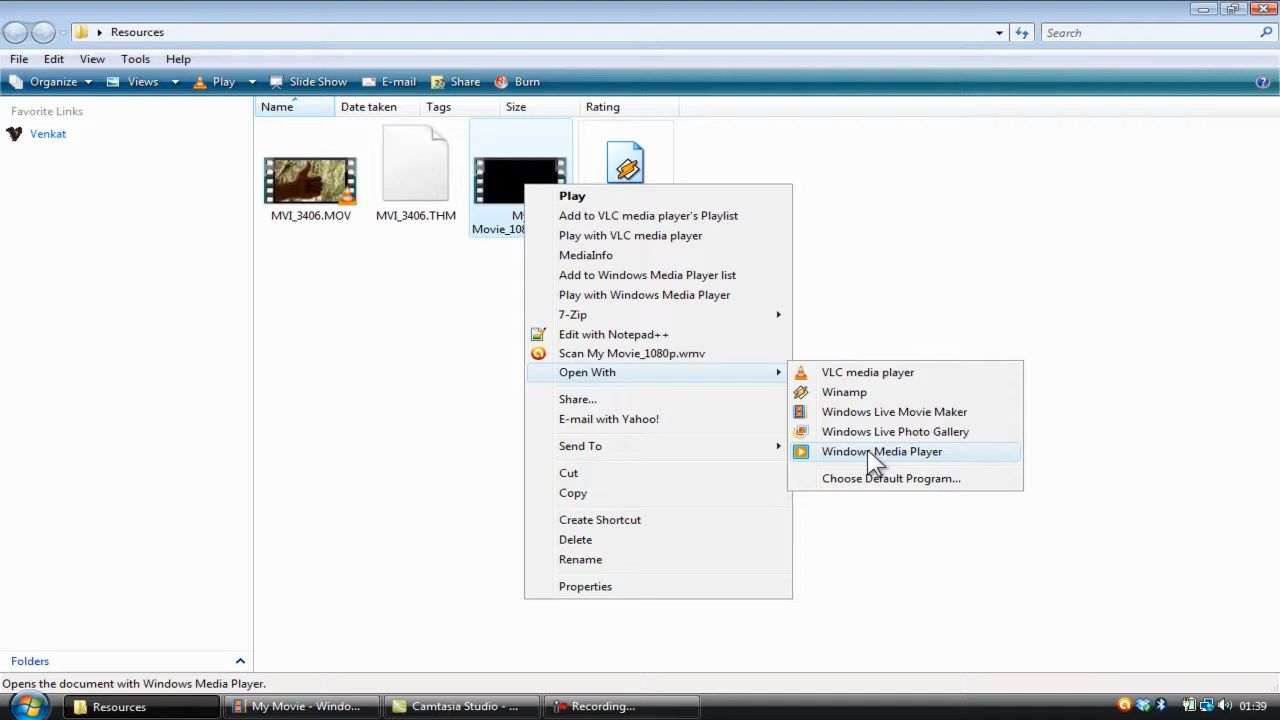 Resources
Search
File Edit View Tools Help
Organize Views Play Slide Show E-mail Share Burn
Favorite Links
Name Date taken Tags Size Rating
Venkat
MVI_3406.MOV
MVI_3406.THM
My
Movie_108
Play
Add to VLC media player's Playlist
Play with VLC media player
MediaInfo
Add to Windows Media Player list
Play with Windows Media Player
7-Zip
Edit with Notepad++
Scan My Movie_1080p.wmv
Open With
Share...
E-mail with Yahoo!
Send To
Cut
Copy
Create Shortcut
Delete
Rename
Properties
VLC media player
Winamp
Windows Live Movie Maker
Windows Live Photo Gallery
Windows Media Player
Choose Default Program...
Folders
Opens the document with Windows Media Player.
Resources My Movie - Windo... Camtasia Studio - ... Recording... 01:39